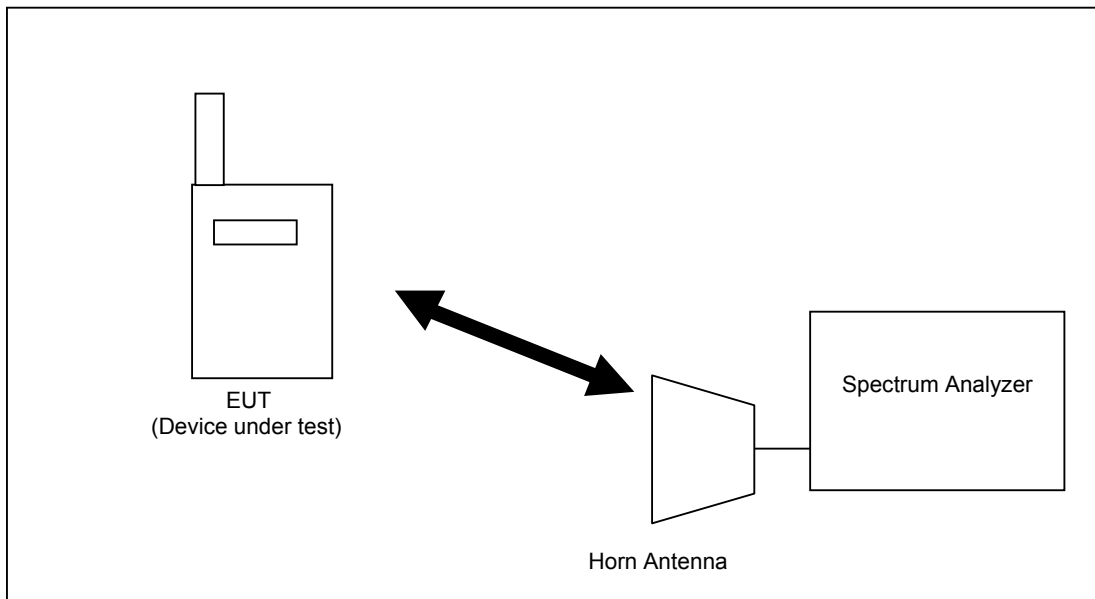 EUT
(Device under test)
Spectrum Analyzer
Horn Antenna